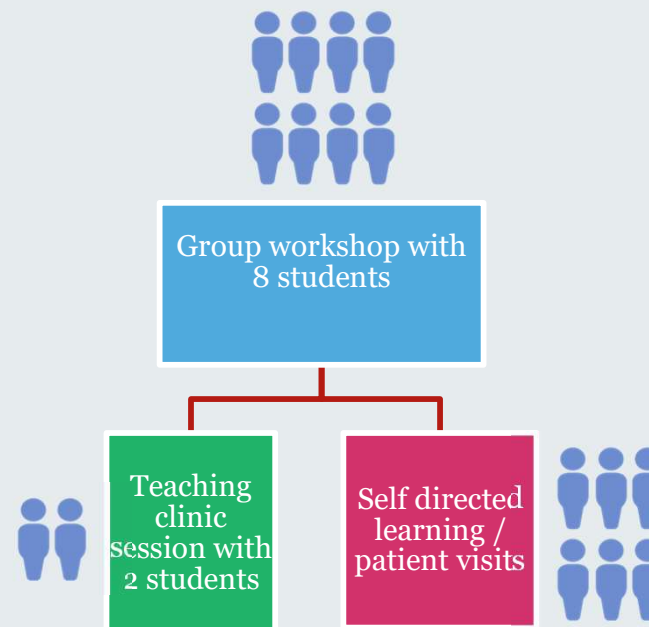 Group workshop with
8 students
Teaching
clinic
session with
2 students
Self directed
learning /
patient visits